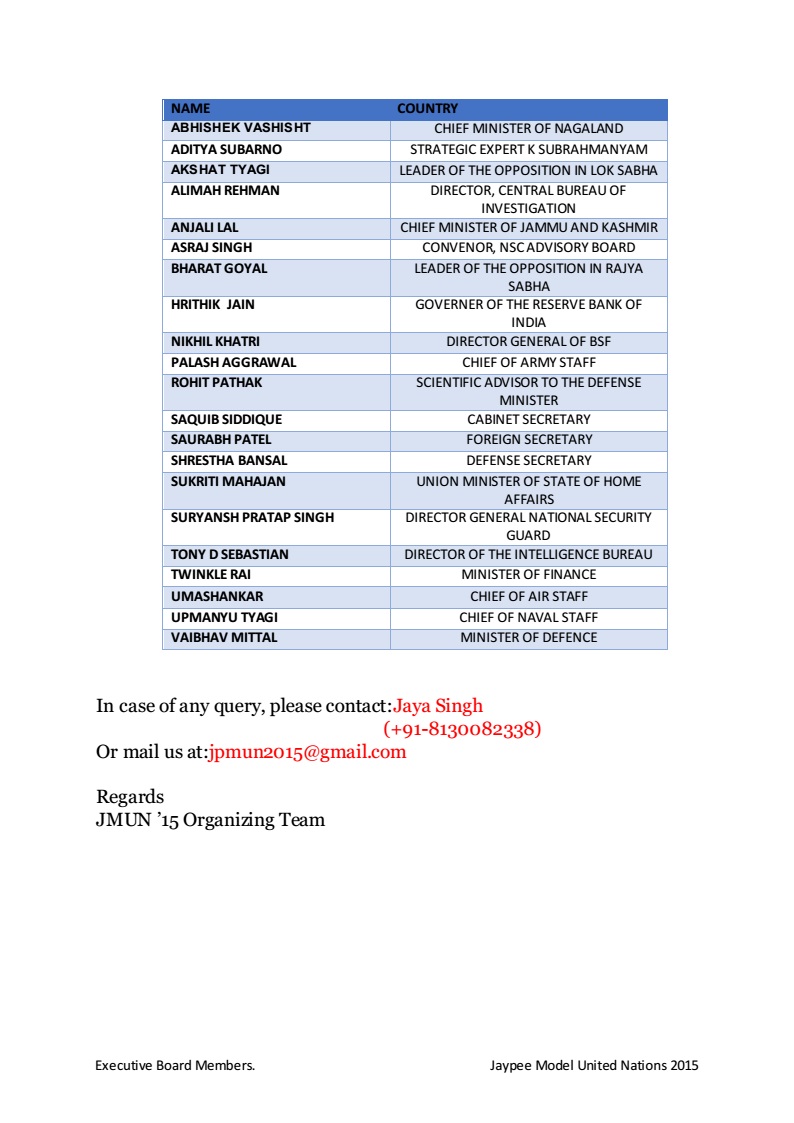 NAME COUNTRY
ABHISHEK VASHISHT CHIEF MINISTER OF NAGALAND
ADITYA SUBARNO STRATEGIC EXPERT K SUBRAHMANYAM
AKSHAT TYAGI LEADER OF THE OPPOSITION IN LOK SABHA
ALIMAH REHMAN DIRECTOR, CENTRAL BUREAU OF
INVESTIGATION
ANJALI LAL CHIEF MINISTER OF JAMMU AND KASHMIR
ASRAJ SINGH CONVENOR, NSC ADVISORY BOARD
BHARAT GOYAL LEADER OF THE OPPOSITION IN RAJYA
SABHA
HRITHIK JAIN GOVERNER OF THE RESERVE BANK OF
INDIA
NIKHIL KHATRI DIRECTOR GENERAL OF BSF
PALASH AGGRAWAL CHIEF OF ARMY STAFF
ROHIT PATHAK SCIENTIFIC ADVISOR TO THE DEFENSE
MINISTER
SAQUIB SIDDIQUE CABINET SECRETARY
SAURABH PATEL FOREIGN SECRETARY
SHRESTHA BANSAL DEFENSE SECRETARY
SUKRITI MAHAJAN UNION MINISTER OF STATE OF HOME
AFFAIRS
SURYANSH PRATAP SINGH DIRECTOR GENERAL NATIONAL SECURITY
GUARD
TONY D SEBASTIAN DIRECTOR OF THE INTELLIGENCE BUREAU
TWINKLE RAI MINISTER OF FINANCE
UMASHANKAR CHIEF OF AIR STAFF
UPMANYU TYAGI CHIEF OF NAVAL STAFF
VAIBHAV MITTAL MINISTER OF DEFENCE
In case of any query, please contact:Jaya Singh
(+91-8130082338)
Or mail us at:jpmun2015@gmail.com
Regards
JMUN ’15 Organizing Team
Executive Board Members. Jaypee Model United Nations 2015